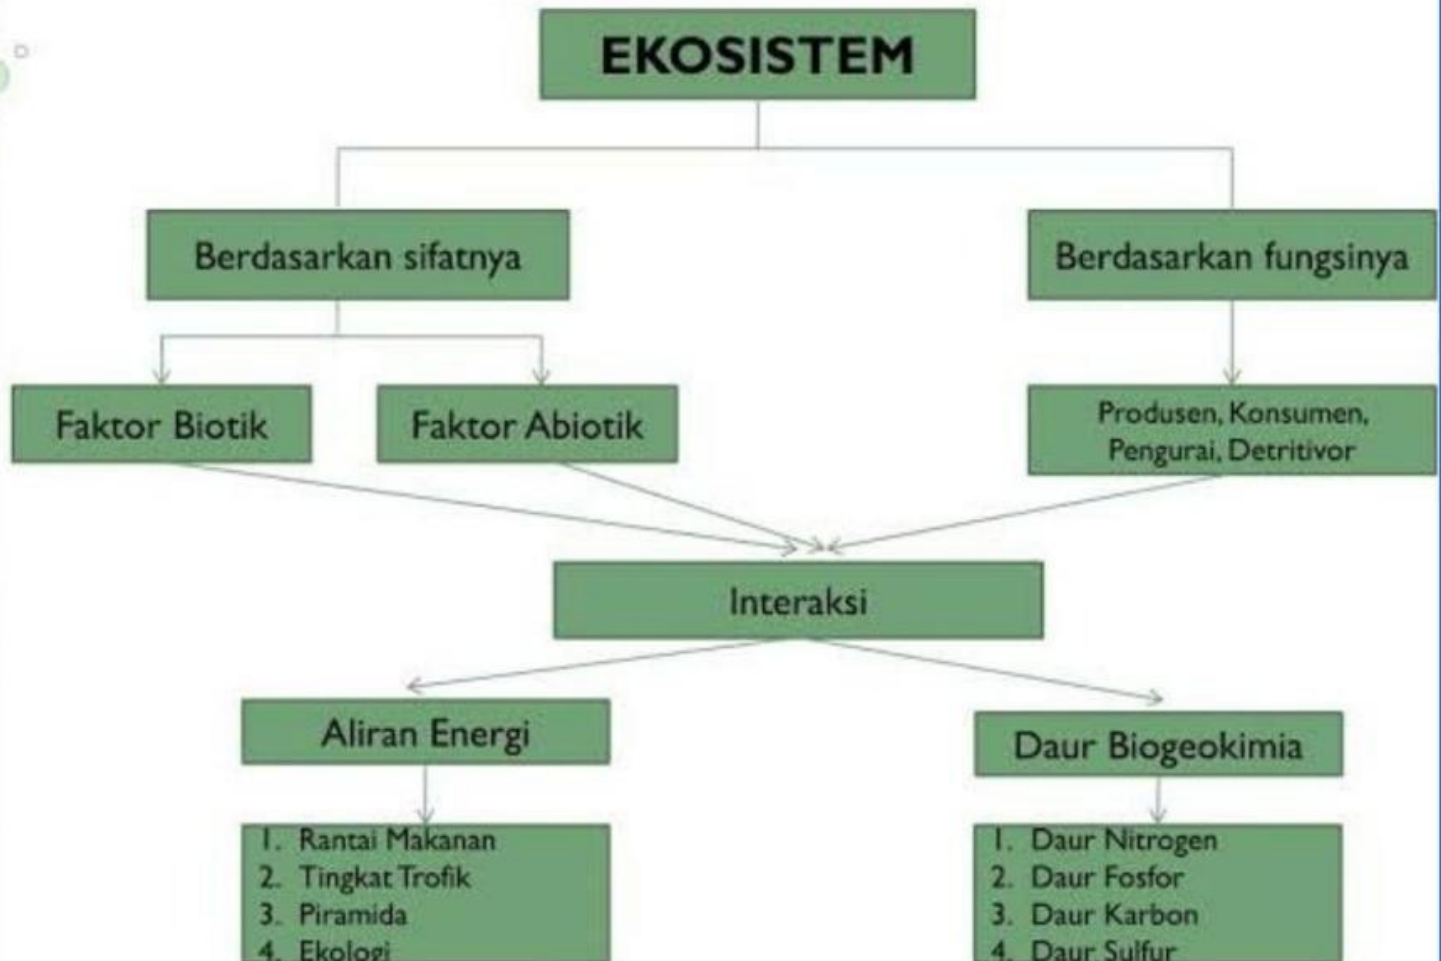 EKOSISTEM
Berdasarkan sifatnya
Berdasarkan fungsinya
Faktor Biotik
Faktor Abiotik
Produsen, Konsumen,
Pengurai, Detritivor
Interaksi
Aliran Energi
Daur Biogeokimia
1. Rantai Makanan
2. Tingkat Trofik
3. Piramida
4. Ekologi
1. Daur Nitrogen
2. Daur Fosfor
3. Daur Karbon
4. Daur Sulfur